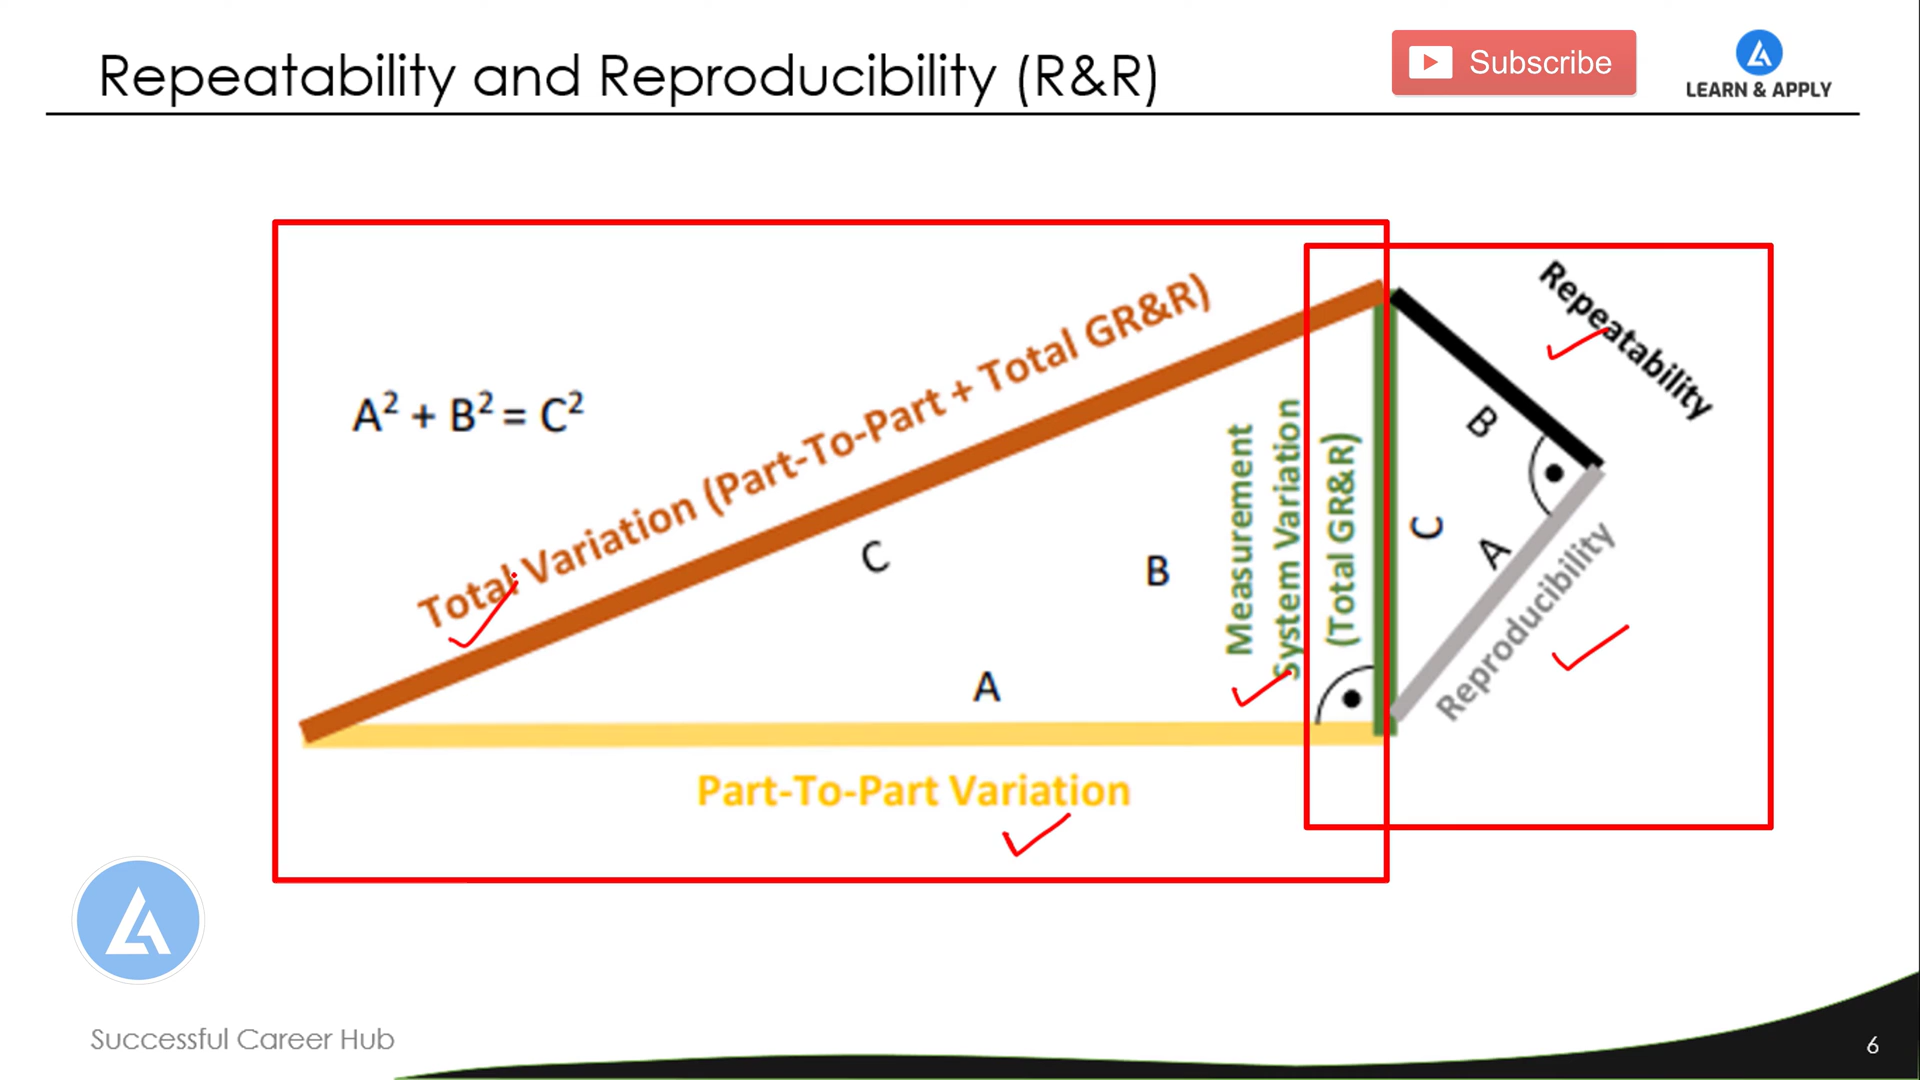 Repeatability and Reproducibility (R&R)
Subscribe
LEARN & APPLY
A² + B² = C²
Total Variation (Part-To-Part + Total GR&R)
C
B
A
Measurement
System Variation
(Total GR&R)
Part-To-Part Variation
Repeatability
B
C
A
Reproducibility
Successful Career Hub
6